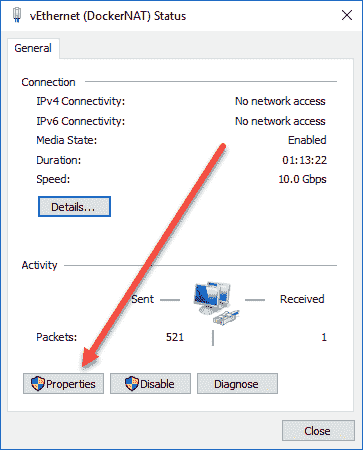 vEthernet (DockerNAT) Status
General
Connection
IPv4 Connectivity: No network access
IPv6 Connectivity: No network access
Media State: Enabled
Duration: 01:13:22
Speed: 10.0 Gbps
Details...
Activity
Sent Received
Packets: 521 1
Properties Disable Diagnose
Close